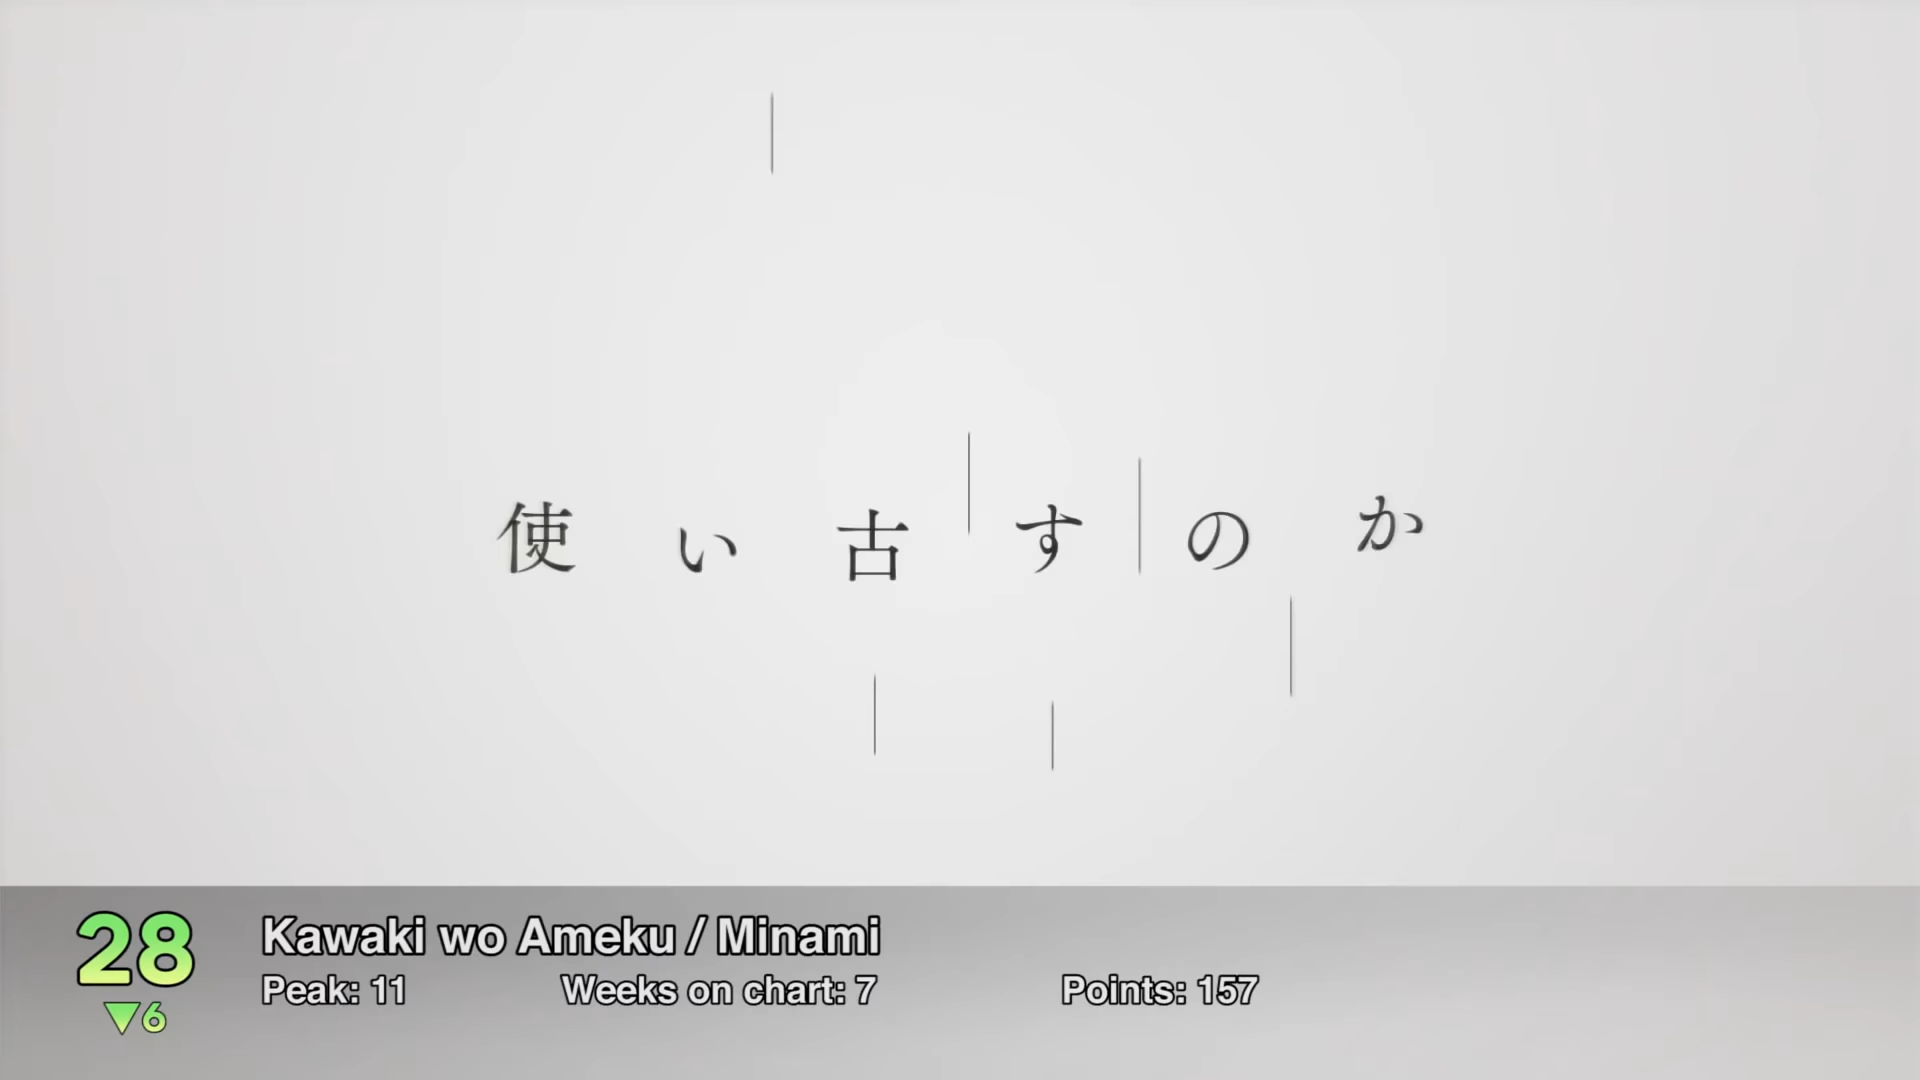 使い古すのか
28
Kawaki wo Ameku / Minami
▼6
Peak: 11 Weeks on chart: 7 Points: 157